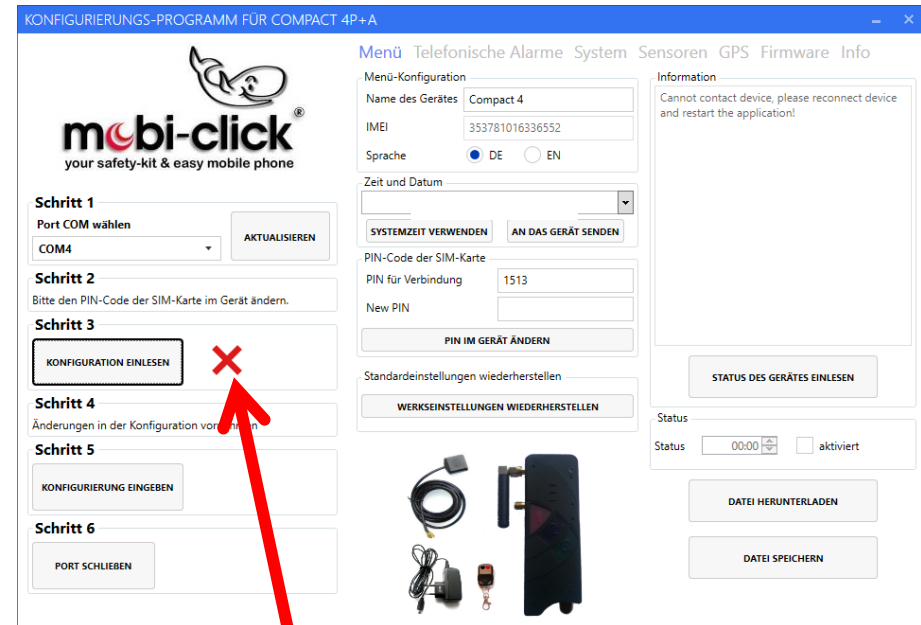 KONFIGURIERUNGS-PROGRAMM FÜR COMPACT 4P+A
mobi-click®
your safety-kit & easy mobile phone
Schritt 1
Port COM wählen
COM4
AKTUALISIEREN
Schritt 2
Bitte den PIN-Code der SIM-Karte im Gerät ändern.
Schritt 3
KONFIGURATION EINLESEN
Schritt 4
Änderungen in der Konfiguration
Schritt 5
KONFIGURIERUNG EINGEBEN
Schritt 6
PORT SCHLIEßEN
Menü Telefonische Alarme System Sensoren GPS Firmware Info
Menü-Konfiguration
Name des Gerätes Compact 4
IMEI 353781016336552
Sprache DE EN
Zeit und Datum
SYSTEMZEIT VERWENDEN AN DAS GERÄT SENDEN
PIN-Code der SIM-Karte
PIN für Verbindung 1513
New PIN
PIN IM GERÄT ÄNDERN
Standardeinstellungen wiederherstellen
WERKSEINSTELLUNGEN WIEDERHERSTELLEN
Information
Cannot contact device, please reconnect device
and restart the application!
STATUS DES GERÄTES EINLESEN
Status
Status 00:00 aktiviert
DATEI HERUNTERLADEN
DATEI SPEICHERN